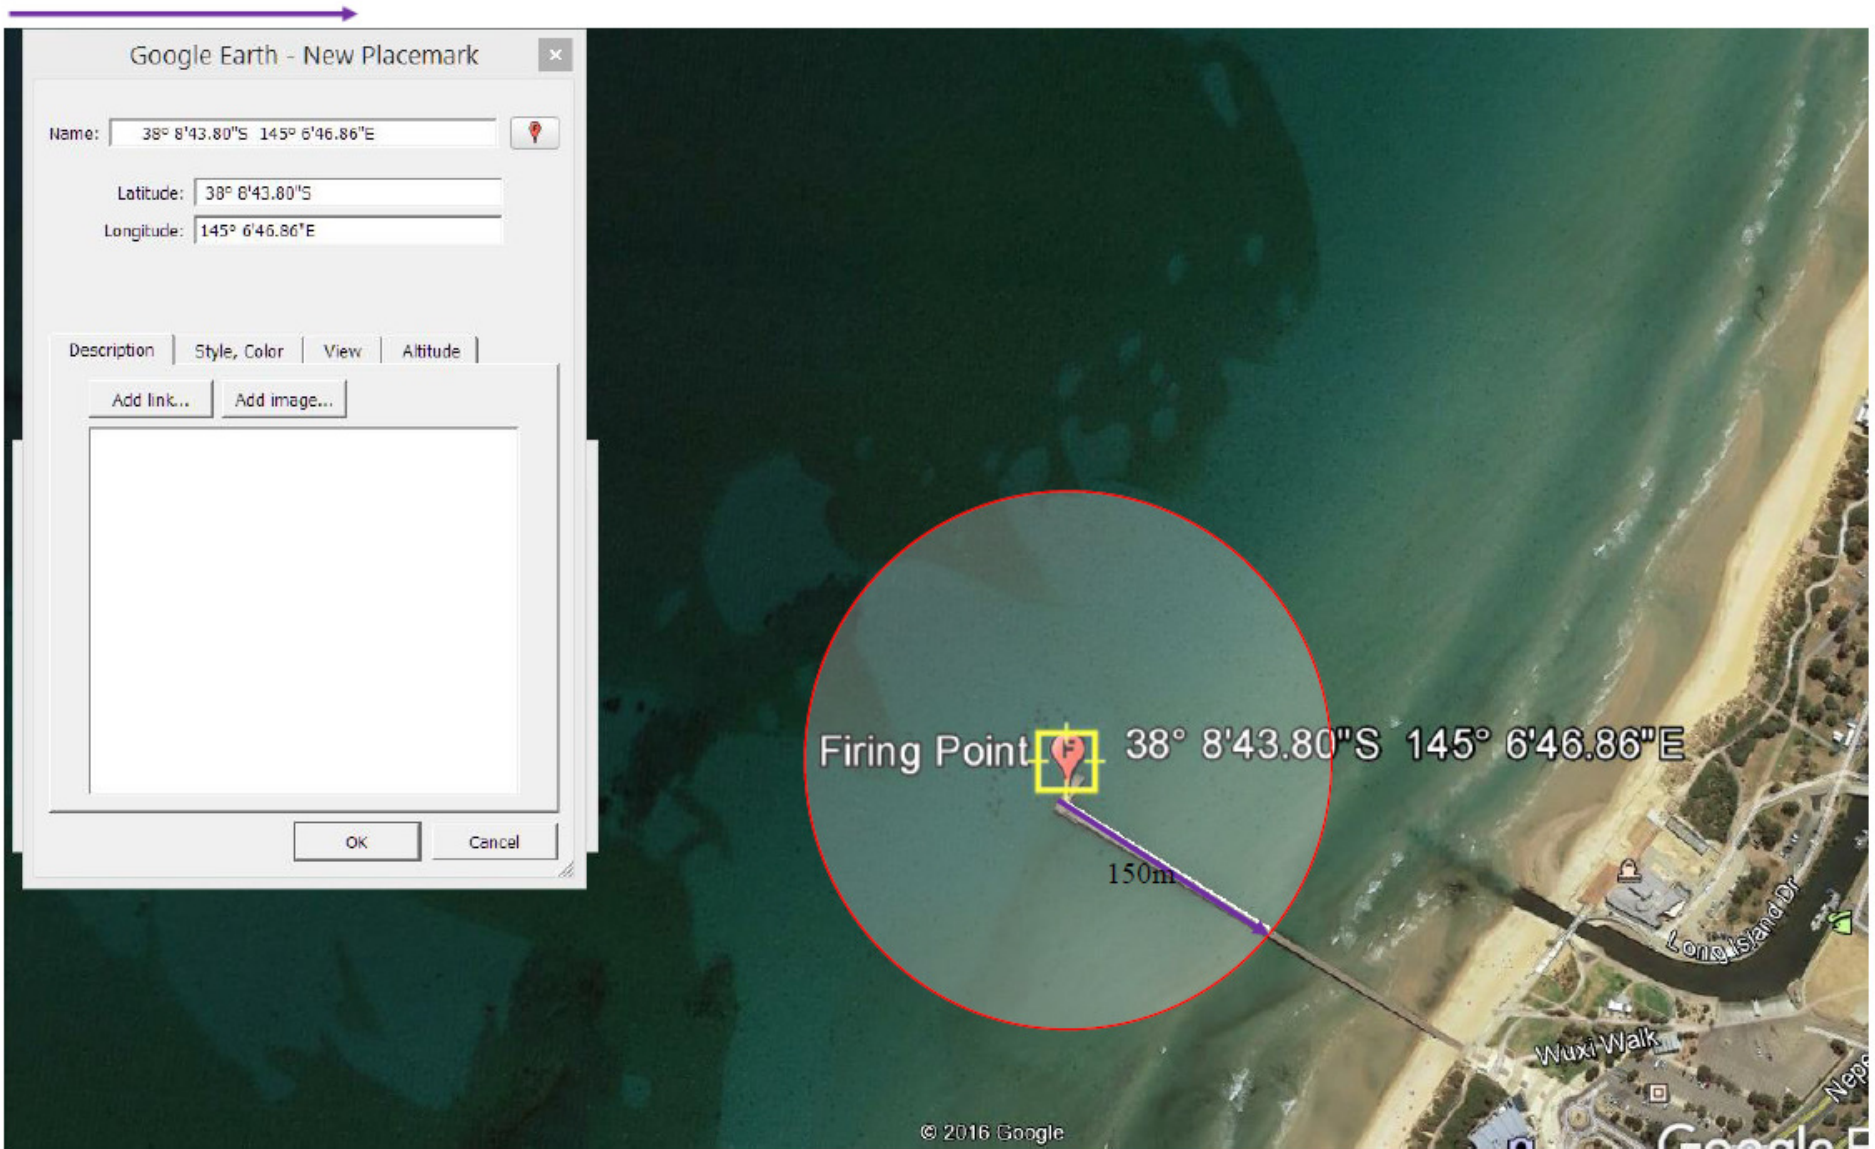 Google Earth - New Placemark
Name: 38° 8'43.80"S 145° 6'46.86"E
Latitude: 38° 8'43.80"S
Longitude: 145° 6'46.86"E
Description Style, Color View Altitude
Add link... Add image...
OK Cancel
Firing Point F 38° 8'43.80"S 145° 6'46.86"E
150m
Long Island Dr
Wuxi Walk
Nep
© 2016 Google
Google E